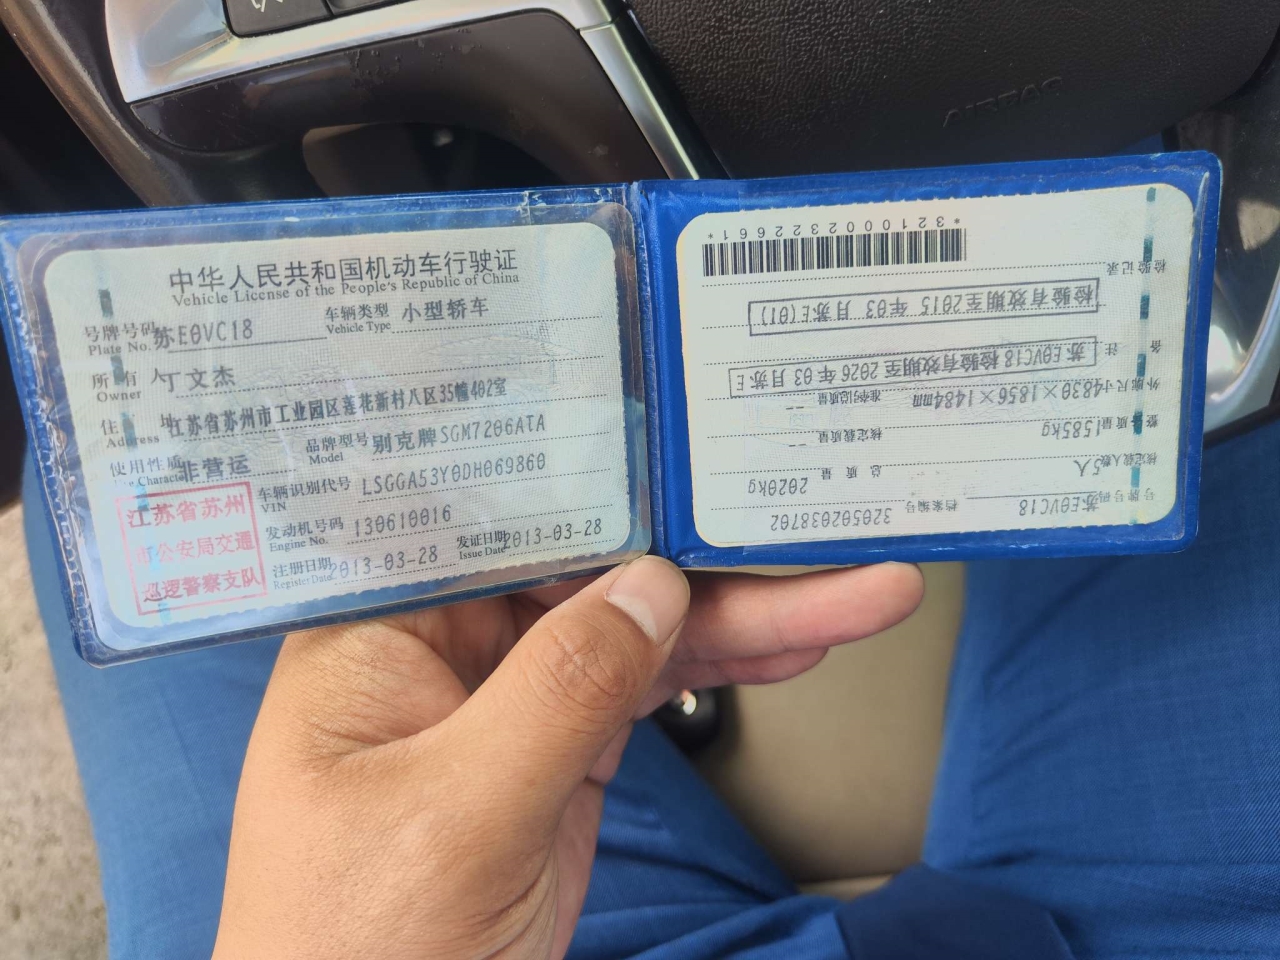 中华人民共和国机动车行驶证
Vehicle License of the People's Republic of China
号牌号码 苏E0VC18 车辆类型 小型轿车
Plate No. Vehicle Type
所有人 丁文杰
Owner
住址 江苏省苏州市工业园区莲花新村八区35幢402室
Address
使用性质 非营运 品牌型号 别克牌SGM7206ATA
Use Character Model
车辆识别代号 LSGGA53Y0DH069860
VIN
发动机号码 130610016
Engine No.
注册日期 2013-03-28 发证日期 2013-03-28
Register Date Issue Date
江苏省苏州
市公安局交通
巡逻警察支队
号牌号码 苏E0VC18 档案编号 320502038702
核定载人数 5人 总质量 2020kg
整备质量 1585kg 核定载质量 --
外廓尺寸 4830×1856×1484mm 准牵引总质量 --
备注 苏E0VC18 检验有效期至2026年03月苏E
检验有效期至2015年03月苏E(01)
检验记录
*3210002322661*
AIRBAG